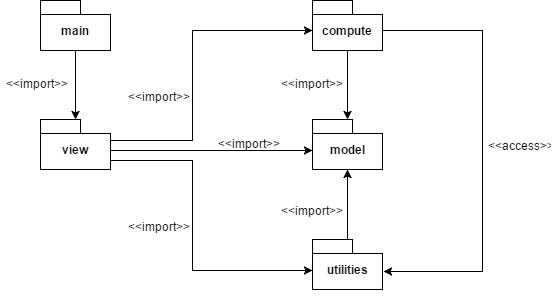 main
compute
<<import>>
<<import>>
<<import>>
view
<<import>>
model
<<access>>
<<import>>
<<import>>
utilities